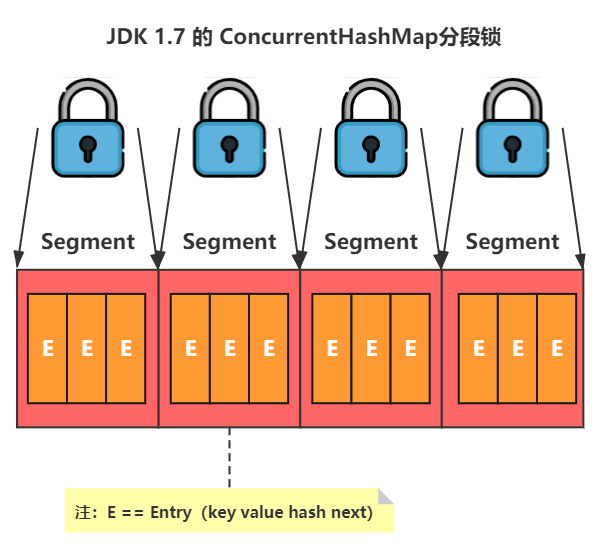 JDK 1.7 的 ConcurrentHashMap分段锁
Segment Segment Segment Segment
E E E E E E E E E E E E
注：E == Entry（key value hash next)